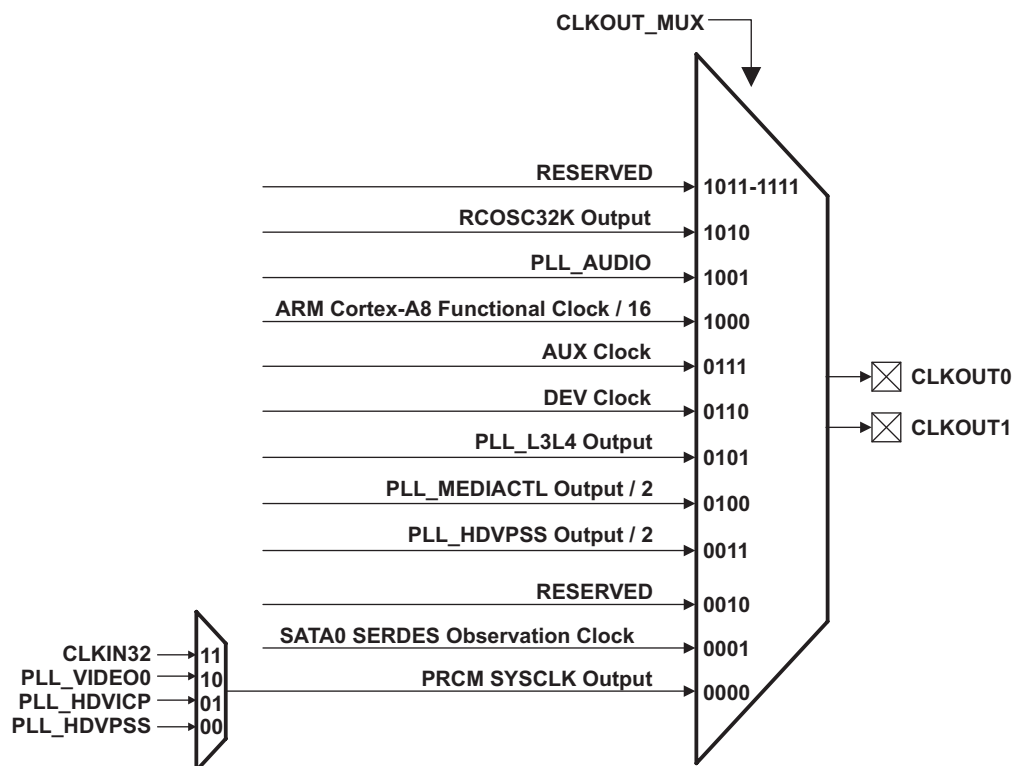 CLKOUT_MUX
RESERVED 1011-1111
RCOSC32K Output 1010
PLL_AUDIO 1001
ARM Cortex-A8 Functional Clock / 16 1000
AUX Clock 0111
DEV Clock 0110
PLL_L3L4 Output 0101
PLL_MEDIACTL Output / 2 0100
PLL_HDVPSS Output / 2 0011
RESERVED 0010
SATA0 SERDES Observation Clock 0001
PRCM SYSCLK Output 0000
CLKIN32 11
PLL_VIDEO0 10
PLL_HDVICP 01
PLL_HDVPSS 00
CLKOUT0
CLKOUT1